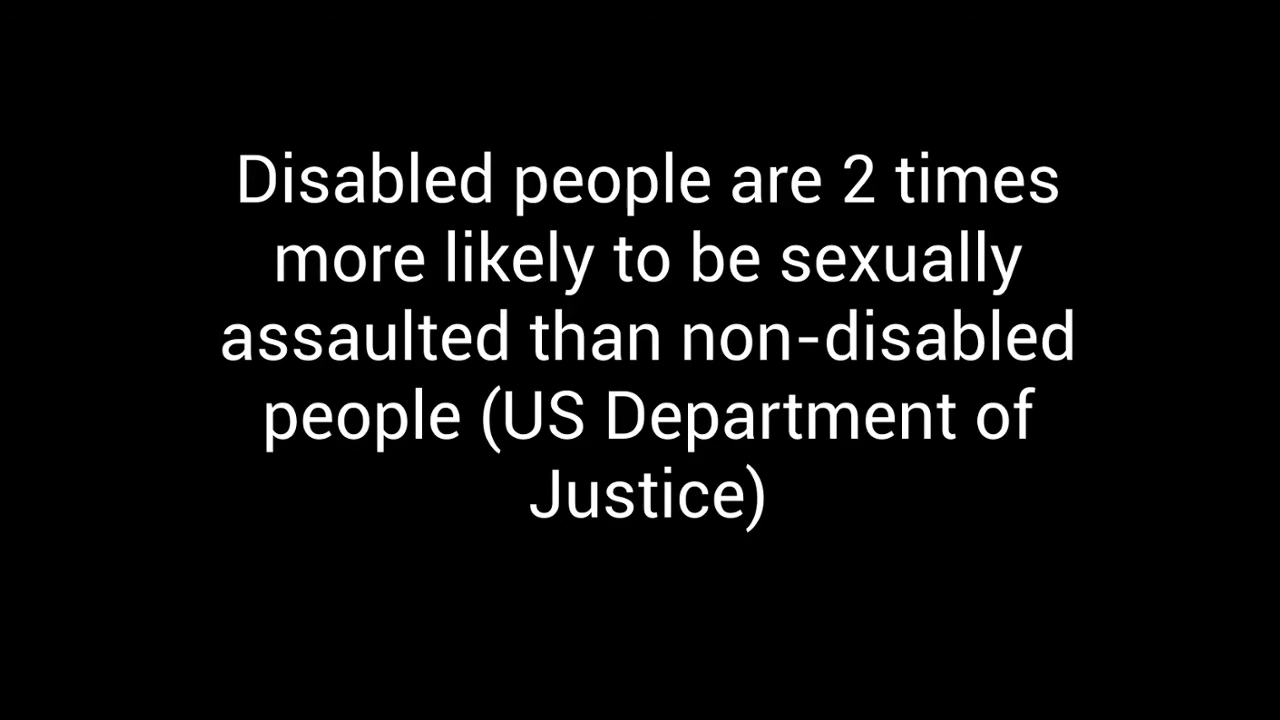 Disabled people are 2 times
more likely to be sexually
assaulted than non-disabled
people (US Department of
Justice)